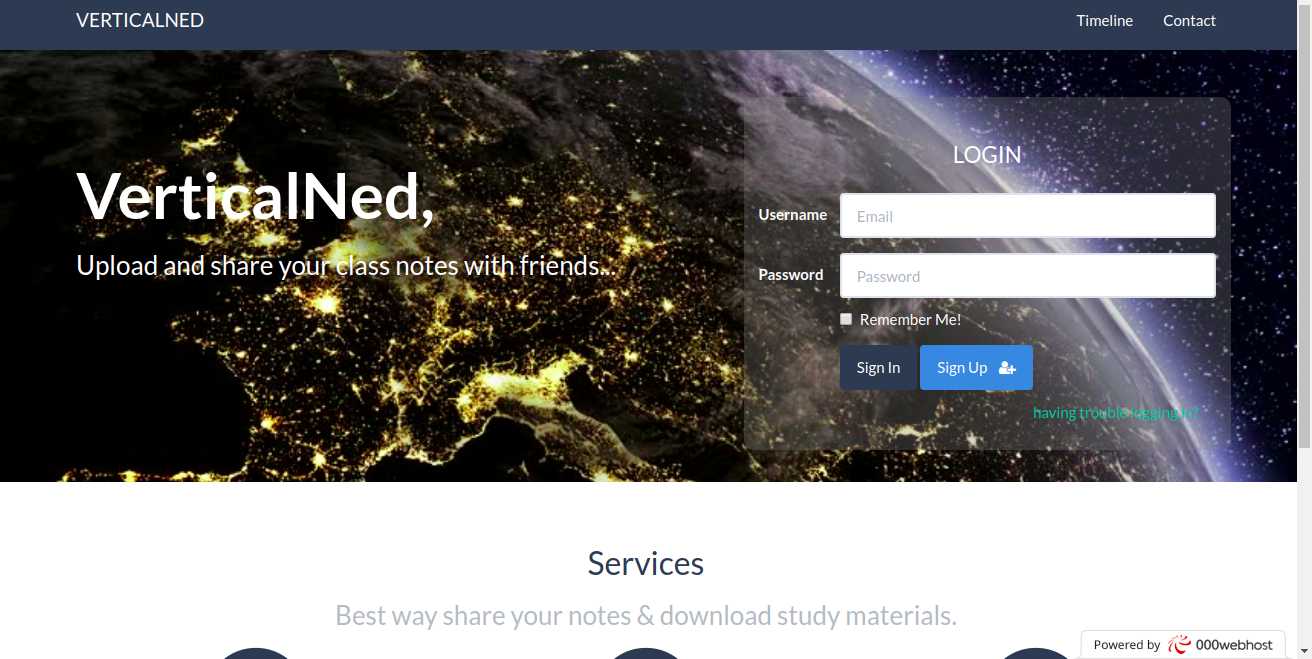 VERTICALNED
Timeline
Contact
VerticalNed,
Upload and share your class notes with friends...
LOGIN
Username
Email
Password
Password
Remember Me!
Sign In
Sign Up
having trouble logging in?
Services
Best way share your notes & download study materials.
Powered by 000webhost